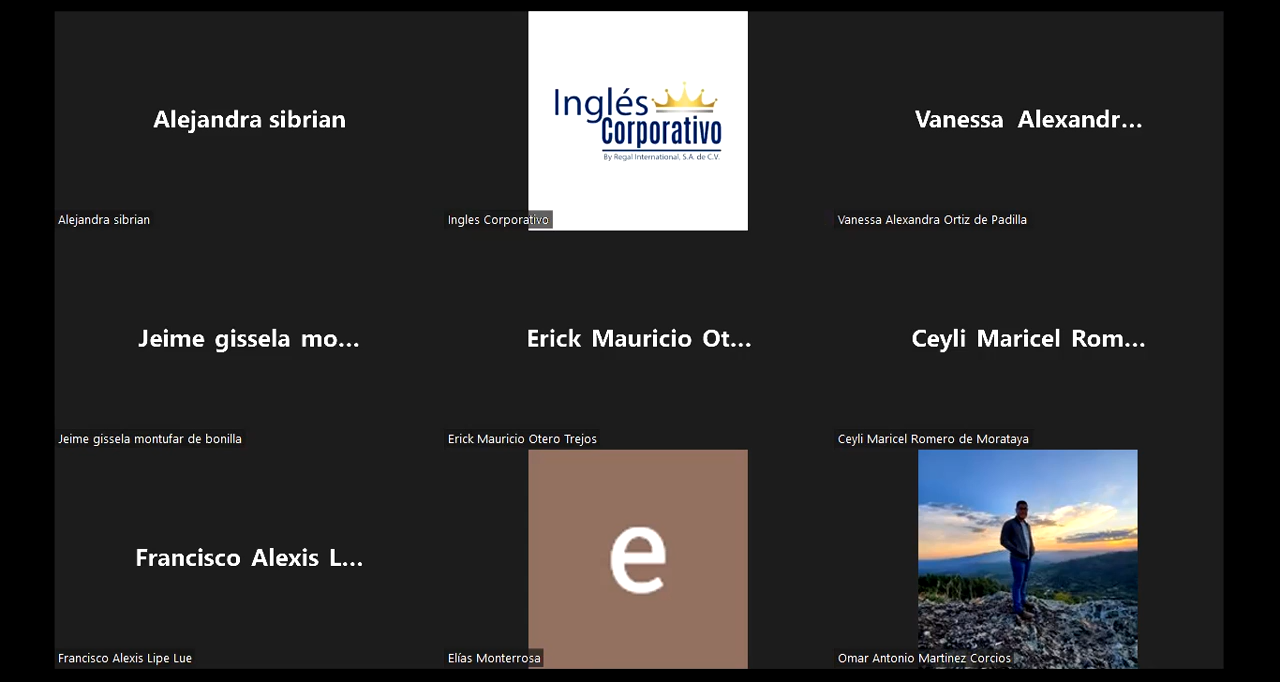 Alejandra sibrian
Inglés
Corporativo
By Regal International, S.A. de C.V.
Vanessa Alexandr...
Alejandra sibrian
Ingles Corporativo
Vanessa Alexandra Ortiz de Padilla
Jeime gissela mo...
Erick Mauricio Ot...
Ceyli Maricel Rom...
Jeime gissela montufar de bonilla
Erick Mauricio Otero Trejos
Ceyli Maricel Romero de Morataya
Francisco Alexis L...
e
Francisco Alexis Lipe Lue
Elías Monterrosa
Omar Antonio Martinez Corcios